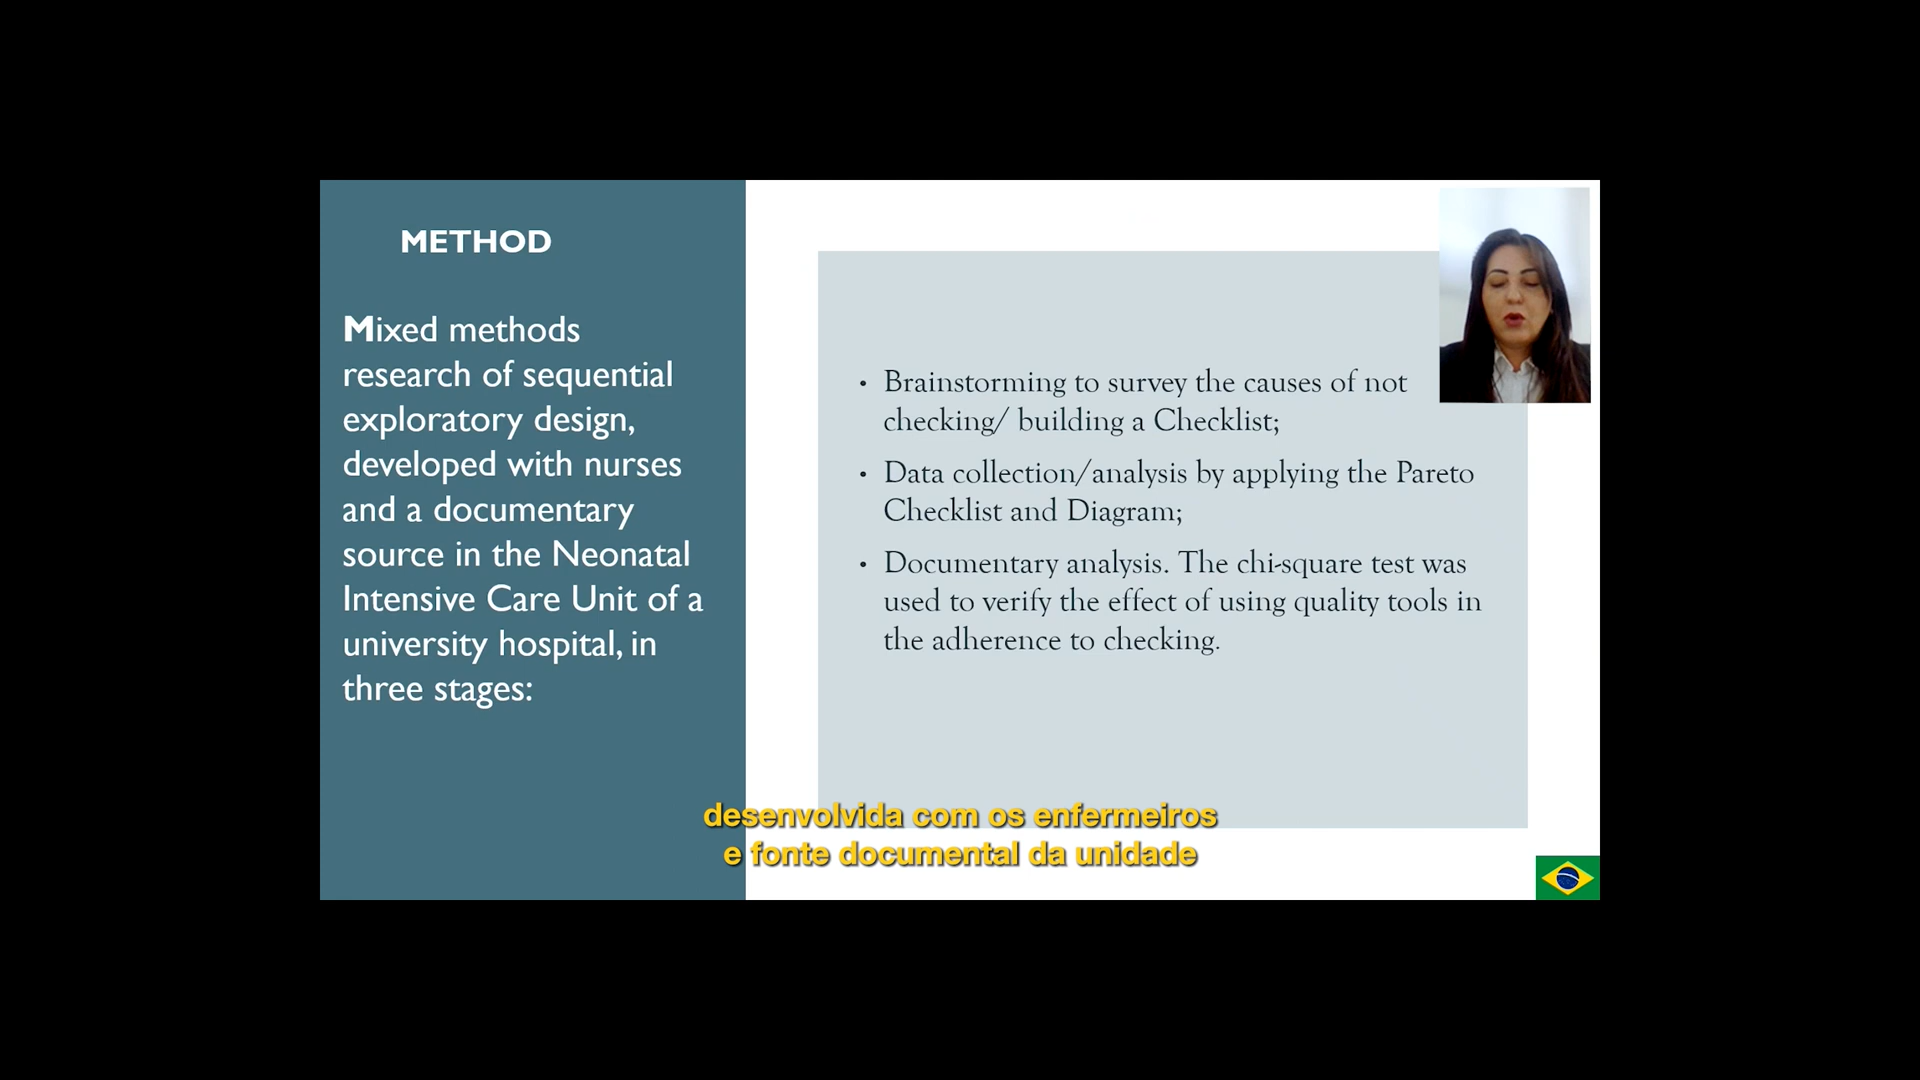 METHOD
Mixed methods
research of sequential
exploratory design,
developed with nurses
and a documentary
source in the Neonatal
Intensive Care Unit of a
university hospital, in
three stages:
• Brainstorming to survey the causes of not
checking/ building a Checklist;
• Data collection/analysis by applying the Pareto
Checklist and Diagram;
• Documentary analysis. The chi-square test was
used to verify the effect of using quality tools in
the adherence to checking.
desenvolvida com os enfermeiros
e fonte documental da unidade